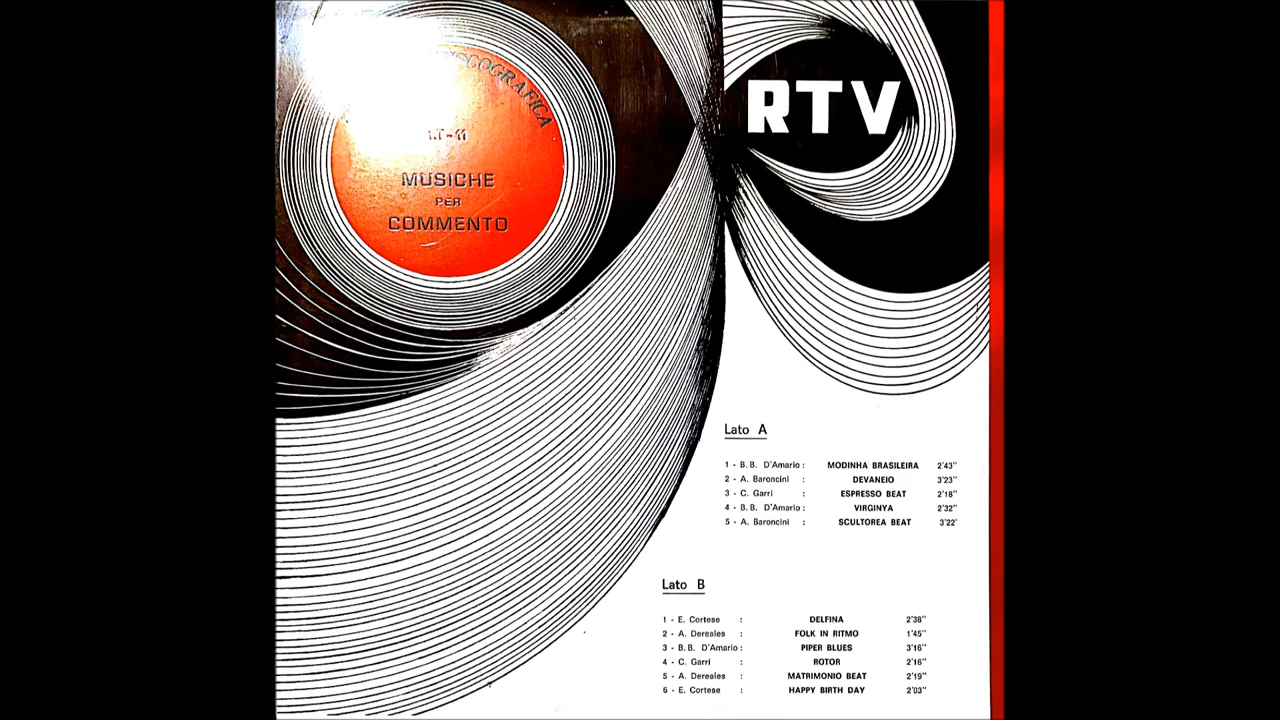 SCOGRAFICA
MUSICHE
PER
COMMENTO
RTV
Lato A
1 - B. B. D'Amario : MODINHA BRASILEIRA 2'43"
2 - A. Baroncini : DEVANEIO 3'23"
3 - C. Garri : ESPRESSO BEAT 2'18"
4 - B. B. D'Amario : VIRGINYA 2'32"
5 - A. Baroncini : SCULTOREA BEAT 3'22'
Lato B
1 - E. Cortese : DELFINA 2'38"
2 - A. Dereales : FOLK IN RITMO 1'45"
3 - B. B. D'Amario : PIPER BLUES 3'16"
4 - C. Garri : ROTOR 2'16"
5 - A. Dereales : MATRIMONIO BEAT 2'19"
6 - E. Cortese : HAPPY BIRTH DAY 2'03"